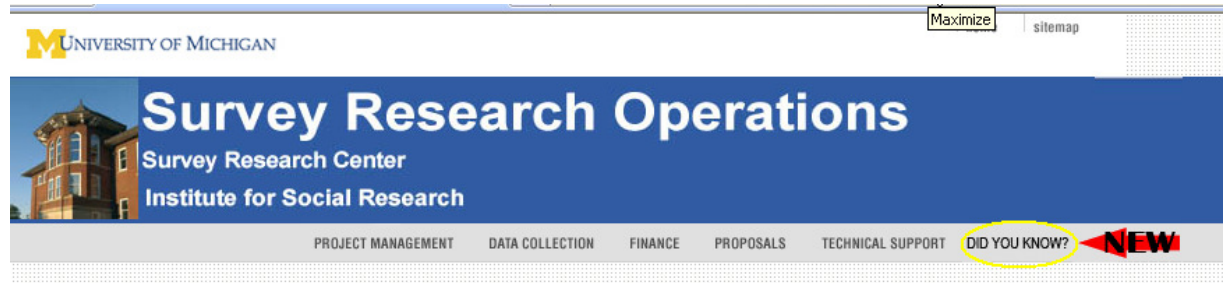 Maximize
sitemap
UNIVERSITY OF MICHIGAN
Survey Research Operations
Survey Research Center
Institute for Social Research
PROJECT MANAGEMENT DATA COLLECTION FINANCE PROPOSALS TECHNICAL SUPPORT DID YOU KNOW? NEW